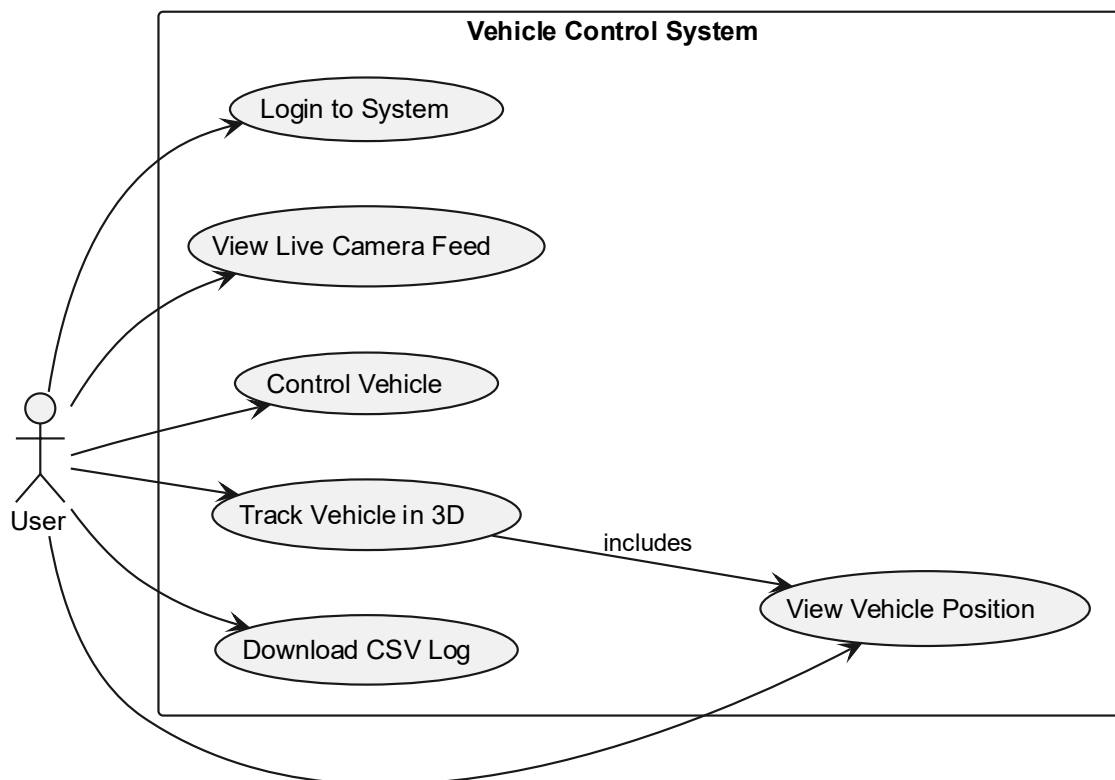 Vehicle Control System
Login to System
View Live Camera Feed
Control Vehicle
Track Vehicle in 3D
User
includes
View Vehicle Position
Download CSV Log